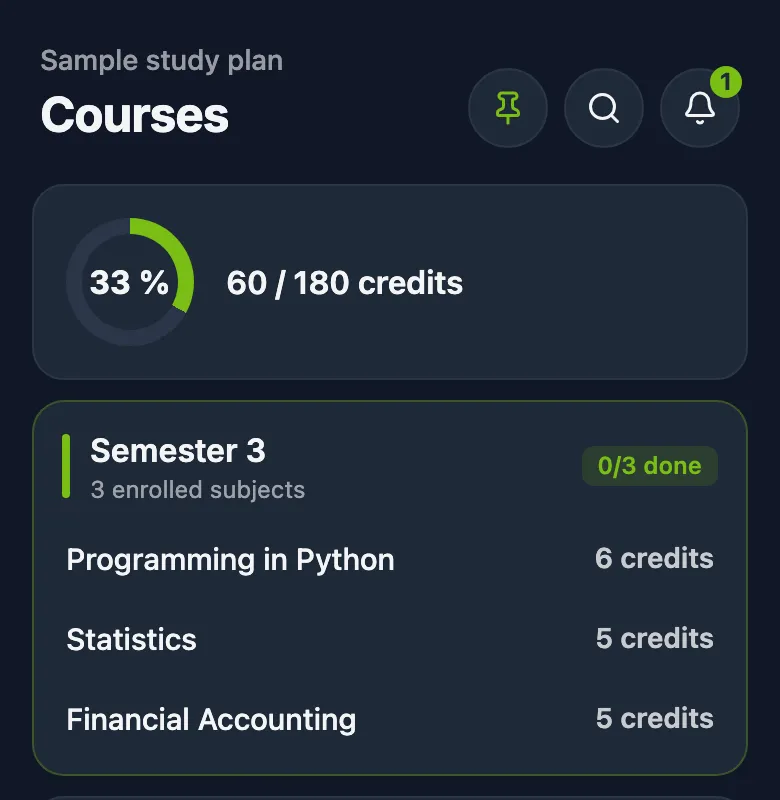 Sample study plan
Courses
1
33 %
60 / 180 credits
Semester 3
3 enrolled subjects
0/3 done
Programming in Python
6 credits
Statistics
5 credits
Financial Accounting
5 credits